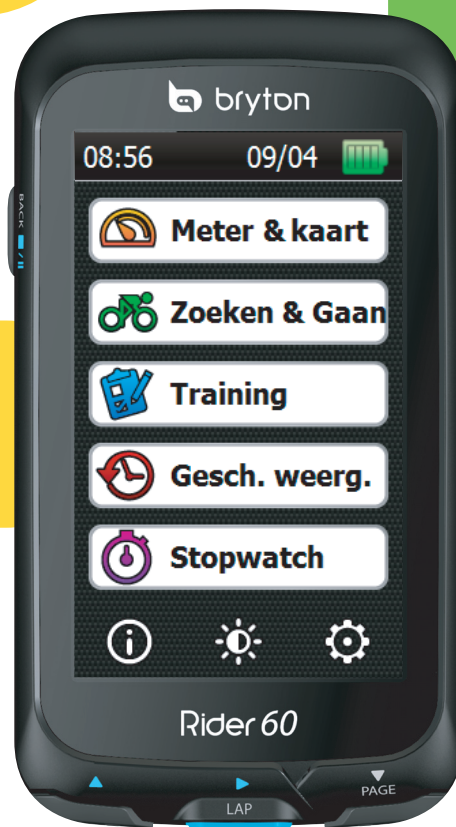 bryton
08:56 09/04
BACK
Meter & kaart
Zoeken & Gaan
Training
Gesch. weerg.
Stopwatch
Rider 60
PAGE
LAP